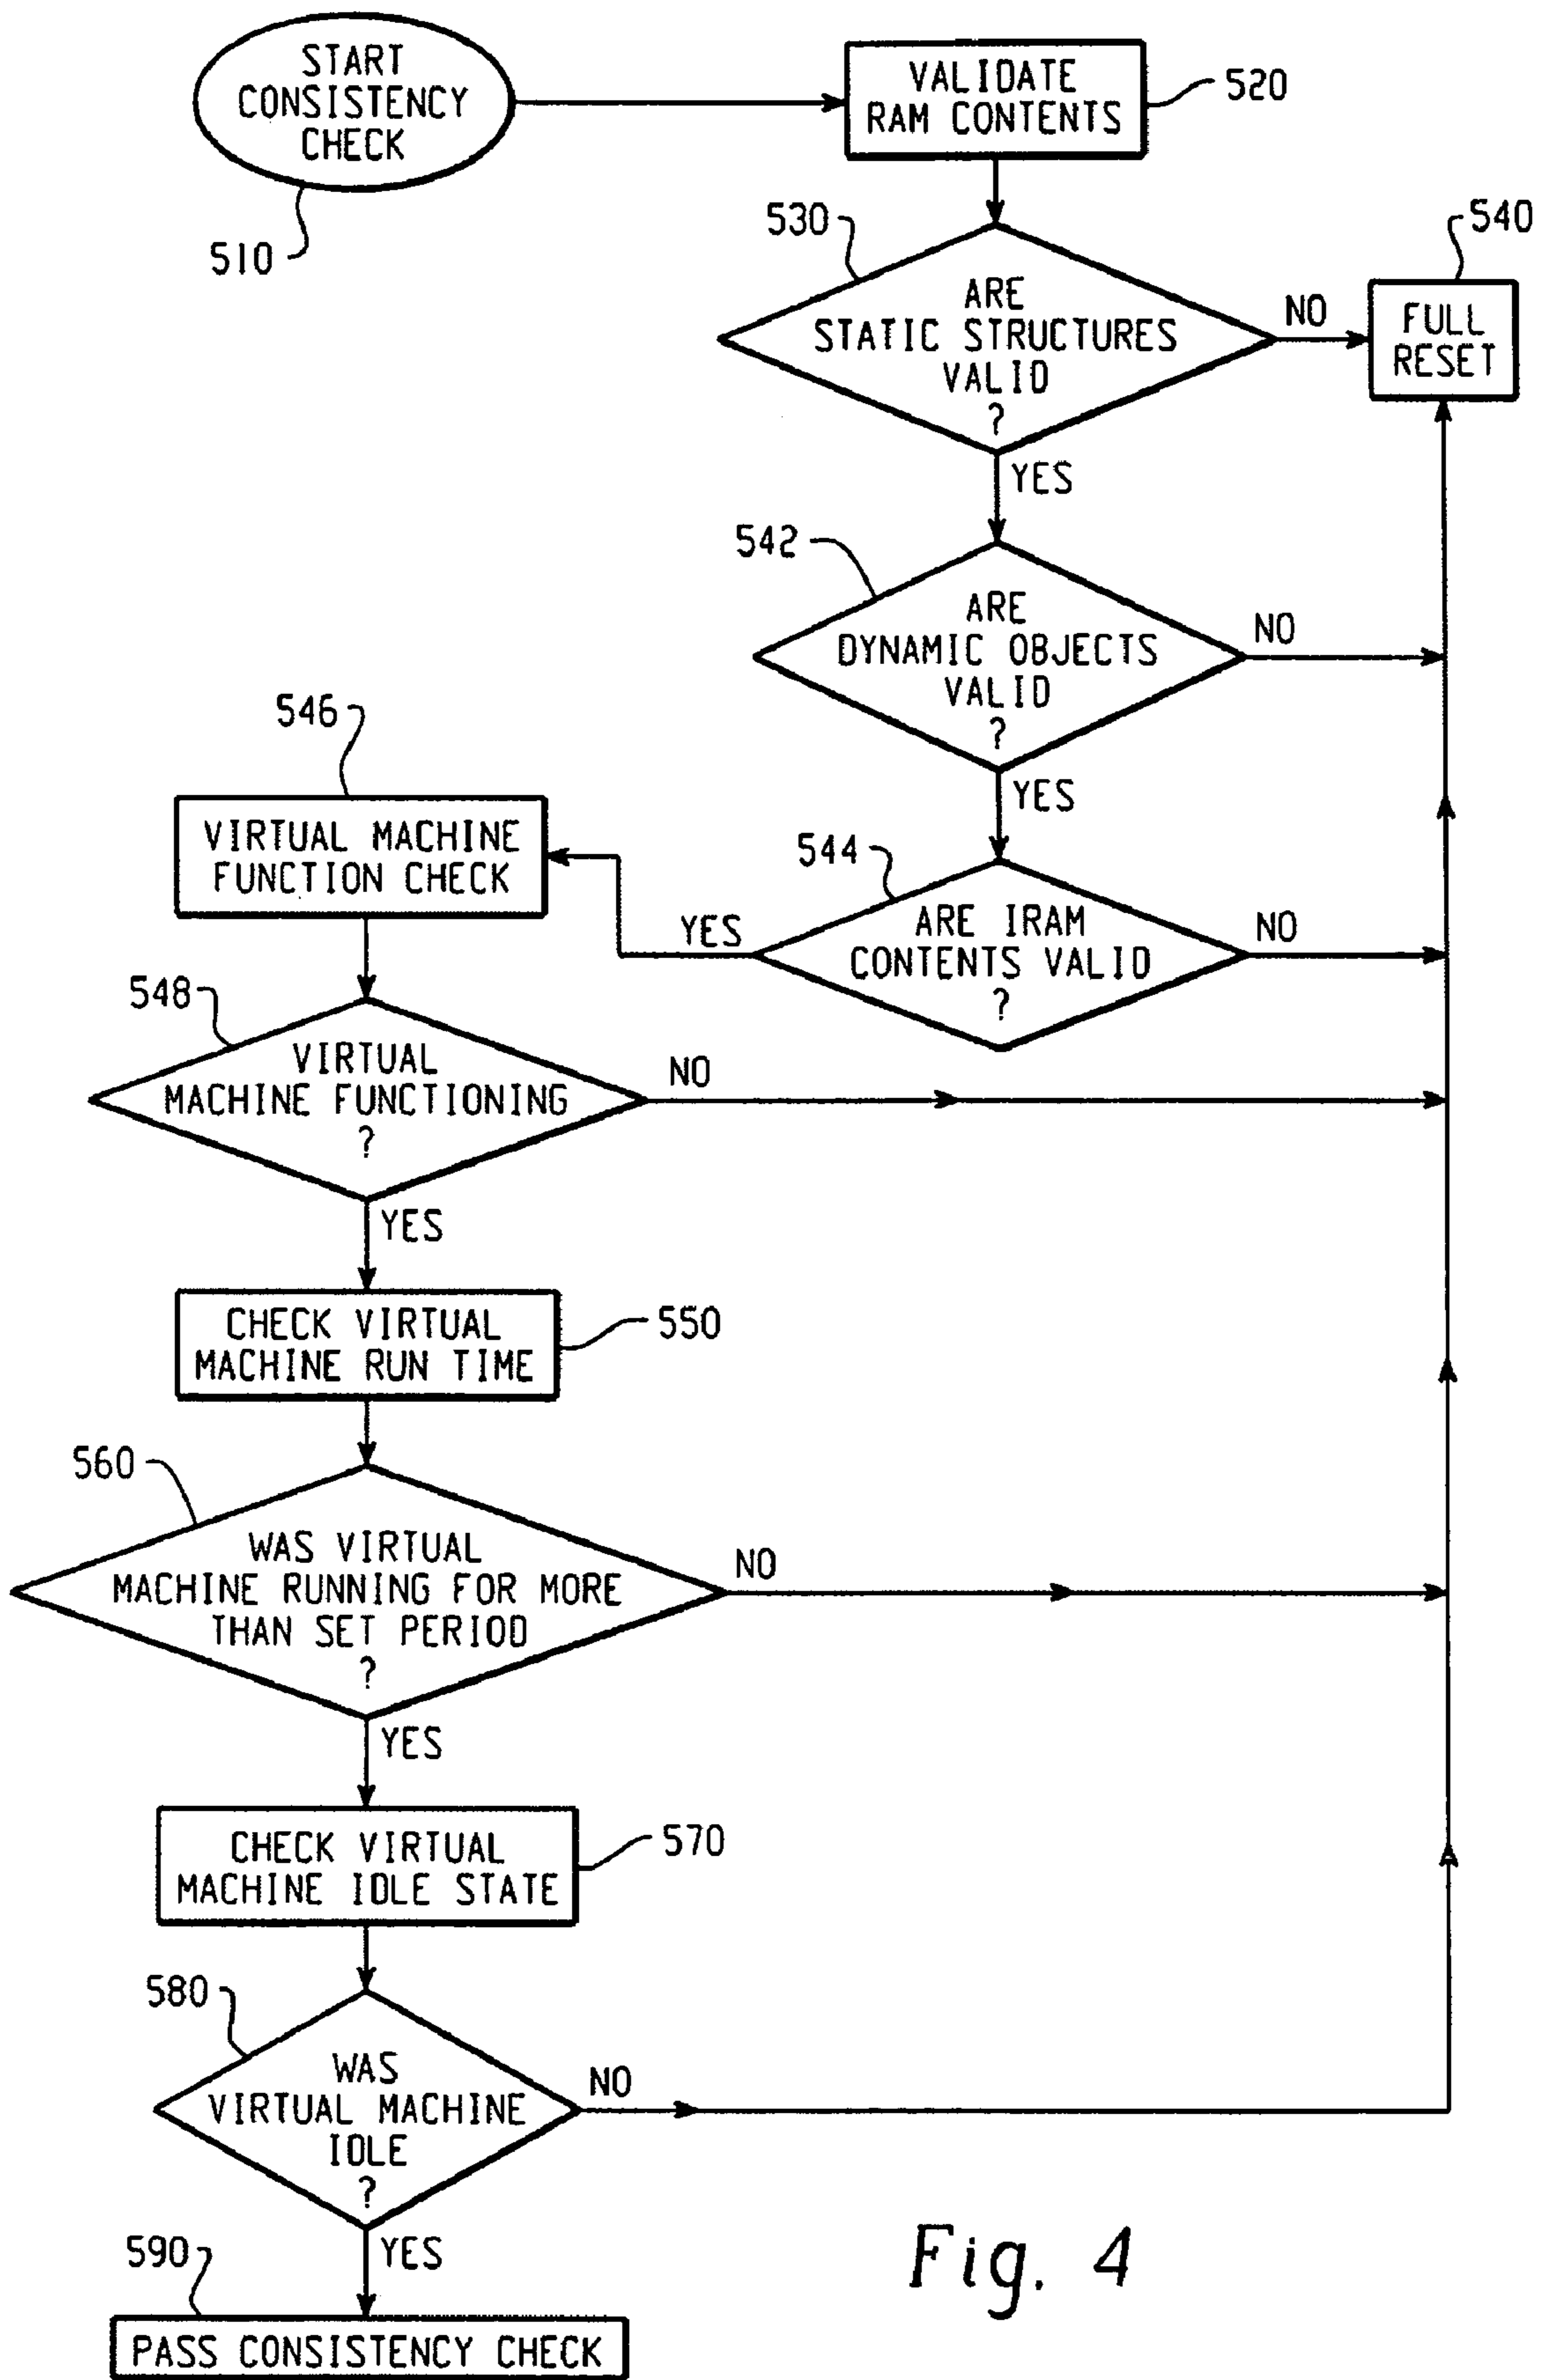 START
CONSISTENCY
CHECK
510
VALIDATE
RAM CONTENTS
520
530
ARE
STATIC STRUCTURES
VALID
?
NO
540
FULL
RESET
YES
542
ARE
DYNAMIC OBJECTS
VALID
?
NO
YES
544
ARE IRAM
CONTENTS VALID
?
NO
YES
546
VIRTUAL MACHINE
FUNCTION CHECK
548
VIRTUAL
MACHINE FUNCTIONING
?
NO
YES
CHECK VIRTUAL
MACHINE RUN TIME
550
560
WAS VIRTUAL
MACHINE RUNNING FOR MORE
THAN SET PERIOD
?
NO
YES
CHECK VIRTUAL
MACHINE IDLE STATE
570
580
WAS
VIRTUAL MACHINE
IDLE
?
NO
YES
590
PASS CONSISTENCY CHECK
Fig. 4